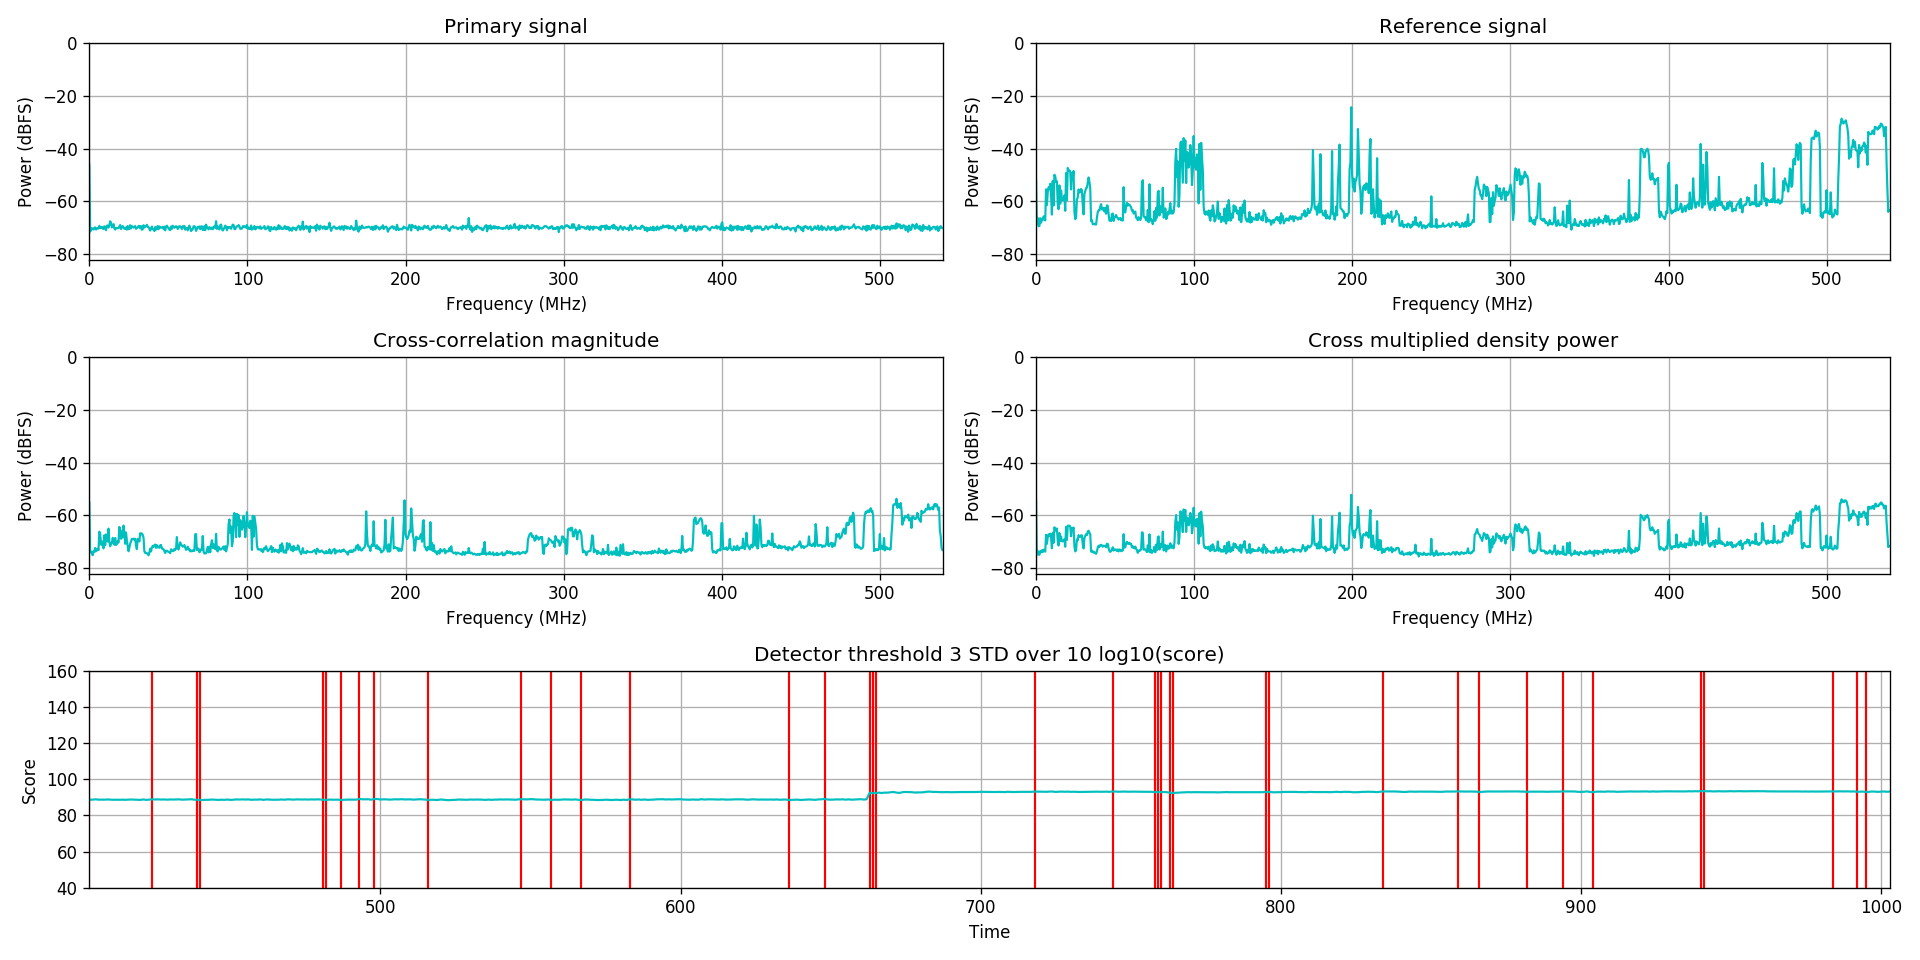 Primary signal
Reference signal
Power (dBFS)
0
−20
−40
−60
−80
0 100 200 300 400 500
Frequency (MHz)
Power (dBFS)
0
−20
−40
−60
−80
0 100 200 300 400 500
Frequency (MHz)
Cross-correlation magnitude
Cross multiplied density power
Power (dBFS)
0
−20
−40
−60
−80
0 100 200 300 400 500
Frequency (MHz)
Power (dBFS)
0
−20
−40
−60
−80
0 100 200 300 400 500
Frequency (MHz)
Detector threshold 3 STD over 10 log10(score)
Score
160
140
120
100
80
60
40
500 600 700 800 900 1000
Time